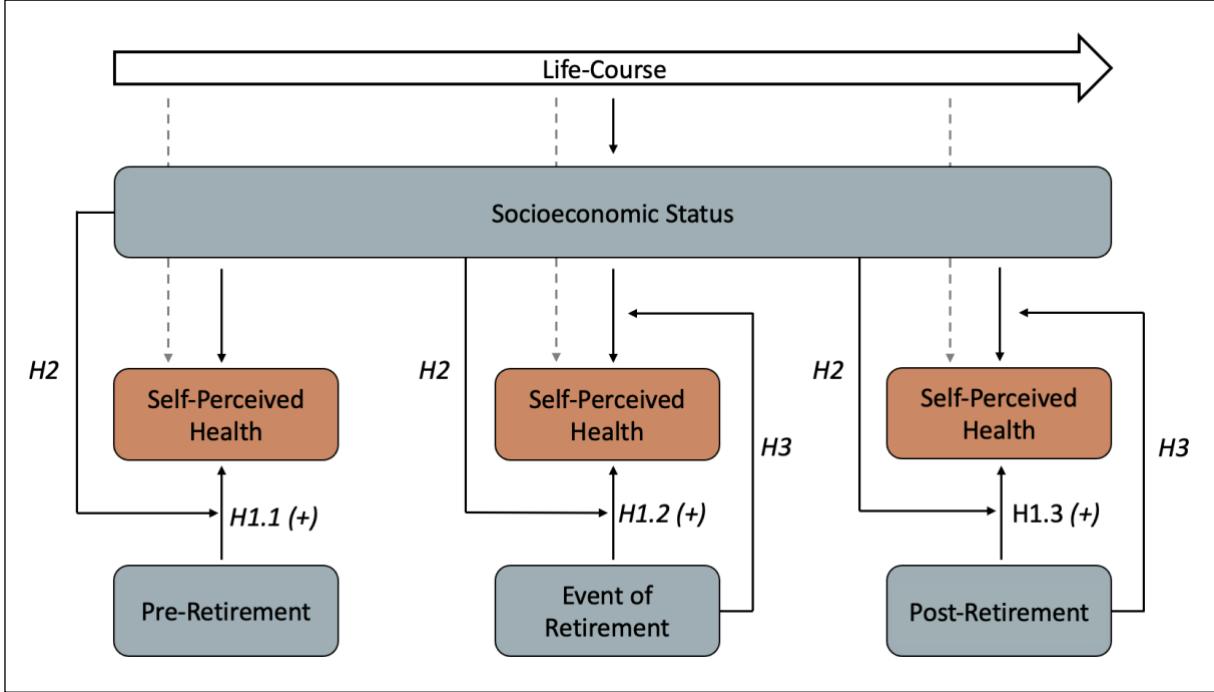 Life-Course
Socioeconomic Status
H2
H2
H2
Self-Perceived
Health
Self-Perceived
Health
Self-Perceived
Health
H3
H3
H1.1 (+)
H1.2 (+)
H1.3 (+)
Pre-Retirement
Event of
Retirement
Post-Retirement